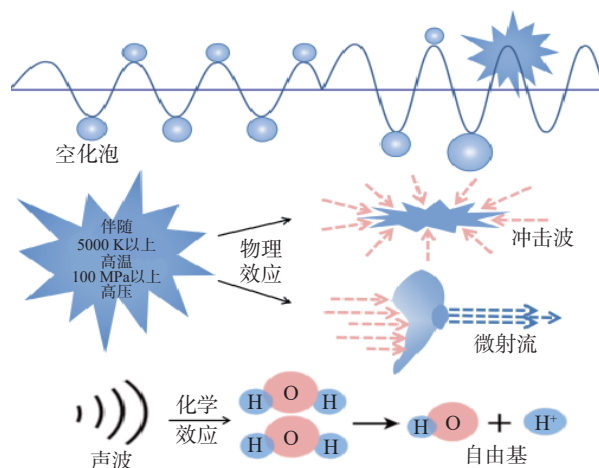 空化泡
伴随
5000 K以上
高温
100 MPa以上
高压
物理
效应
冲击波
微射流
声波
化学
效应
H O H
H O H
H O + H⁺
自由基